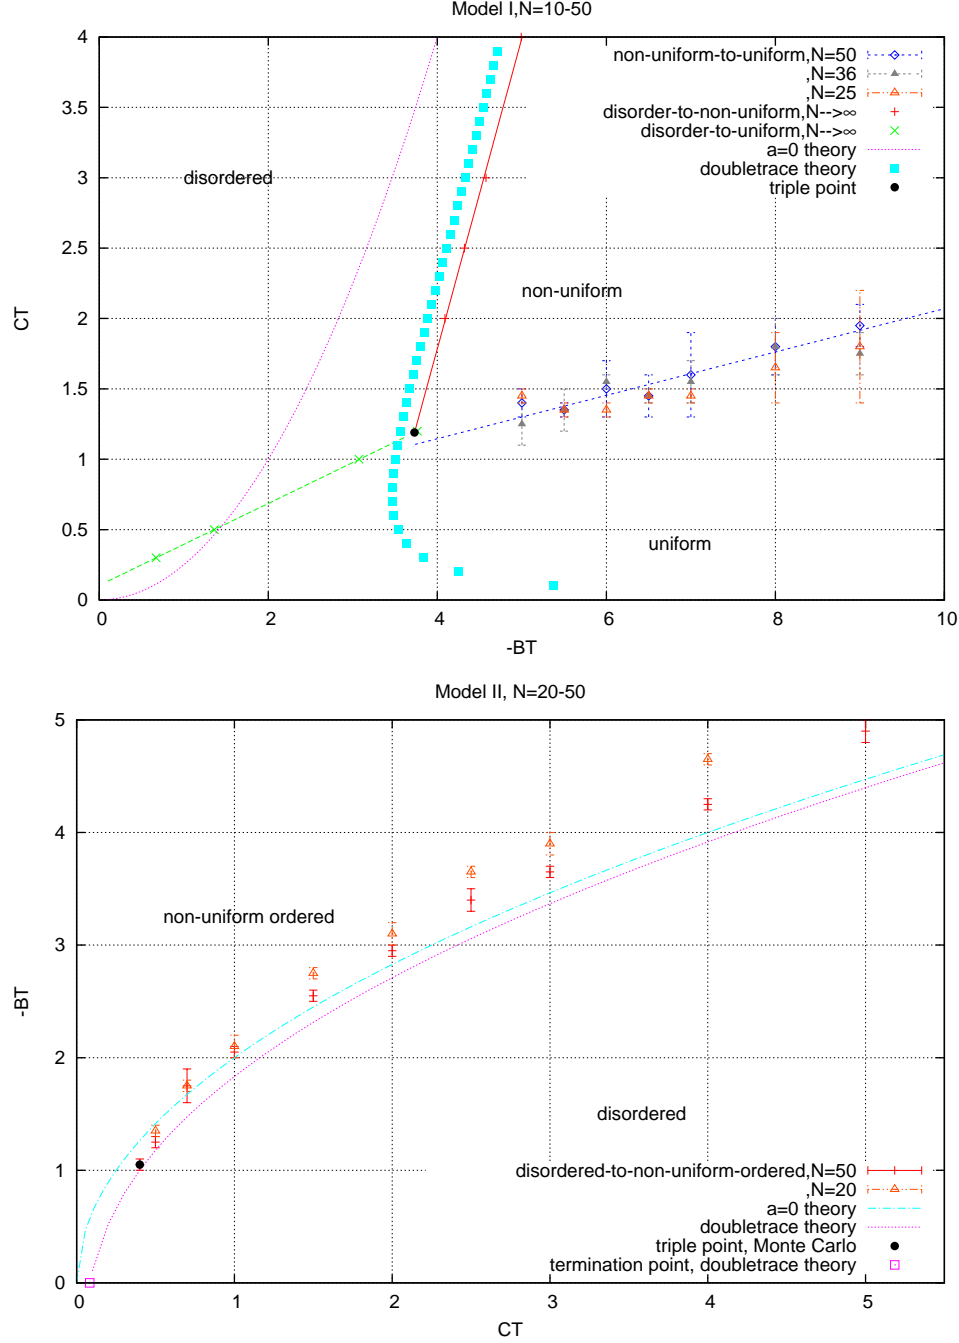 Model I,N=10-50
4
3.5
3
2.5
2
1.5
1
0.5
0
CT
non-uniform-to-uniform,N=50
,N=36
,N=25
disorder-to-non-uniform,N-->∞
disorder-to-uniform,N-->∞
a=0 theory
doubletrace theory
triple point
disordered
non-uniform
uniform
0
2
4
6
8
10
-BT
Model II, N=20-50
5
4
3
2
1
0
-BT
non-uniform ordered
disordered
disordered-to-non-uniform-ordered,N=50
,N=20
a=0 theory
doubletrace theory
triple point, Monte Carlo
termination point, doubletrace theory
0
1
2
3
4
5
CT